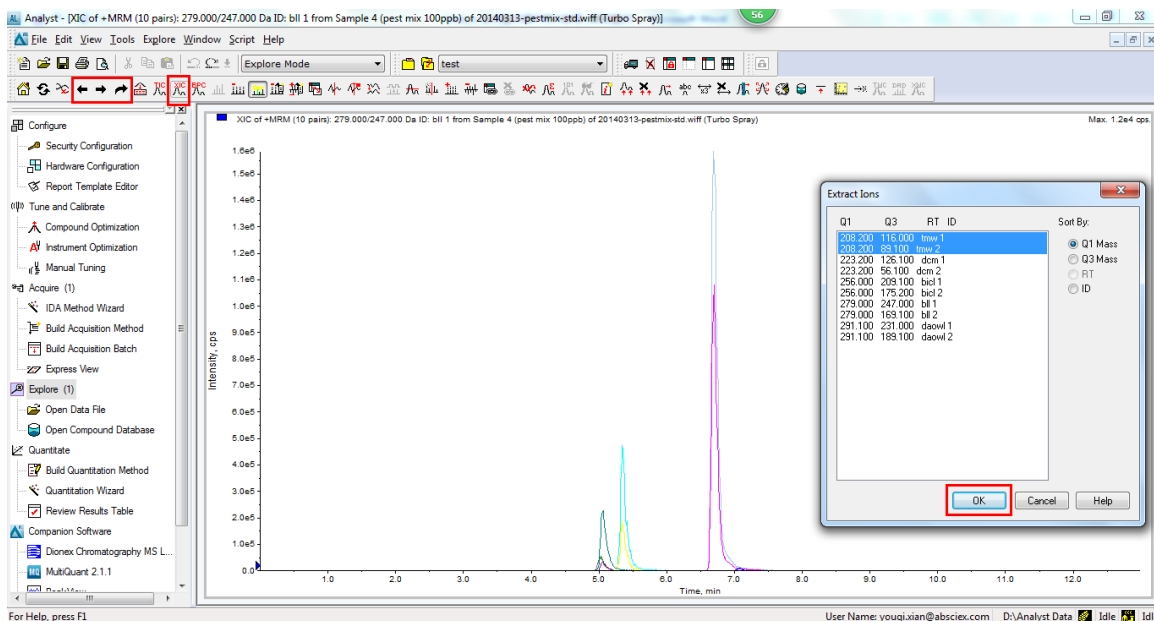 Analyst - [XIC of +MRM (10 pairs): 279.000/247.000 Da ID: bll 1 from Sample 4 (pest mix 100ppb) of 20140313-pestmix-std.wiff (Turbo Spray)]
56
File Edit View Tools Explore Window Script Help
Explore Mode
test
TIC XIC BPC
Configure
Security Configuration
Hardware Configuration
Report Template Editor
Tune and Calibrate
Compound Optimization
Instrument Optimization
Manual Tuning
Acquire (1)
IDA Method Wizard
Build Acquisition Method
Build Acquisition Batch
Express View
Explore (1)
Open Data File
Open Compound Database
Quantitate
Build Quantitation Method
Quantitation Wizard
Review Results Table
Companion Software
Dionex Chromatography MS L...
MultiQuant 2.1.1
XIC of +MRM (10 pairs): 279.000/247.000 Da ID: bll 1 from Sample 4 (pest mix 100ppb) of 20140313-pestmix-std.wiff (Turbo Spray)
Max. 1.2e4 cps.
Intensity, cps
1.6e6
1.5e6
1.4e6
1.3e6
1.2e6
1.1e6
1.0e6
9.0e5
8.0e5
7.0e5
6.0e5
5.0e5
4.0e5
3.0e5
2.0e5
1.0e5
0.0
1.0 2.0 3.0 4.0 5.0 6.0 7.0 8.0 9.0 10.0 11.0 12.0
Time, min
Extract Ions
Q1 Q3 RT ID
208.200 116.000 tmw 1
208.200 89.100 tmw 2
223.200 126.100 dcm 1
223.200 56.100 dcm 2
256.000 209.100 bicl 1
256.000 175.200 bicl 2
279.000 247.000 bll 1
279.000 169.100 bll 2
291.100 231.000 daowl 1
291.100 189.100 daowl 2
Sort By:
Q1 Mass
Q3 Mass
RT
ID
OK Cancel Help
For Help, press F1
User Name: youqi.xian@absciex.com D:\Analyst Data Idle Idl